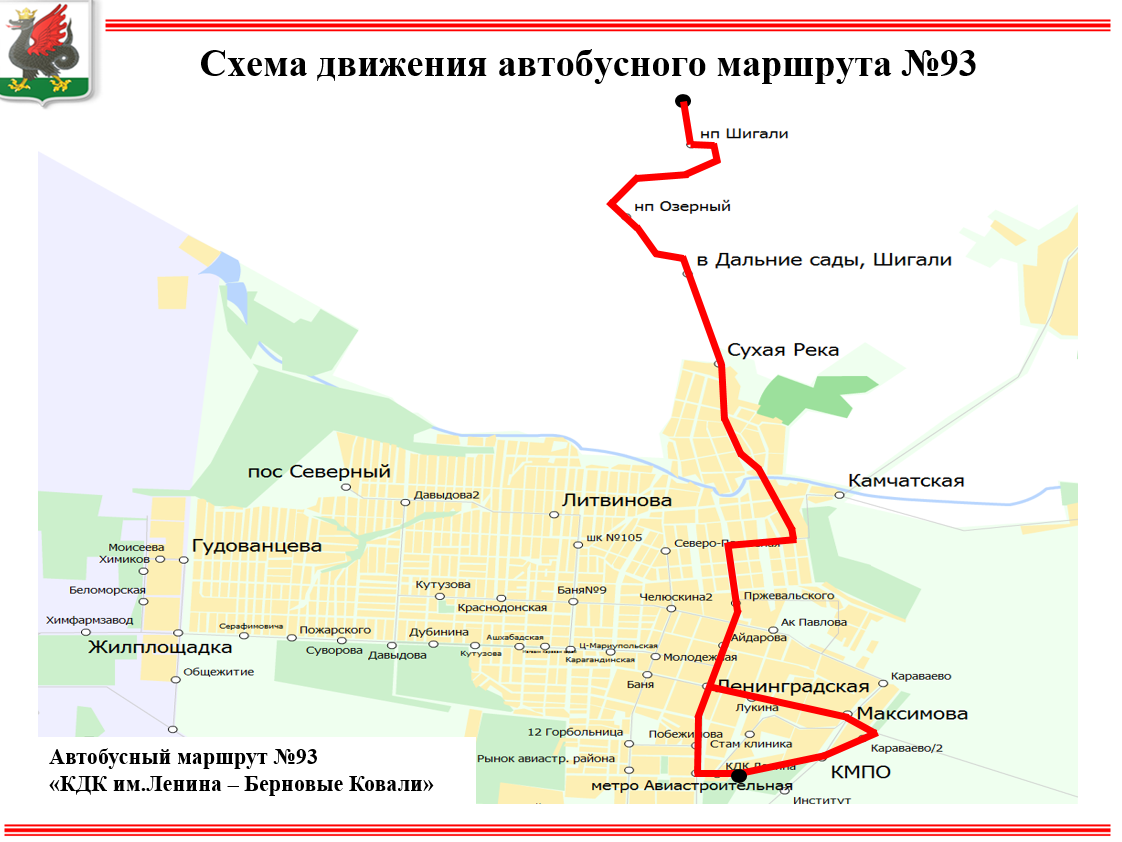 Схема движения автобусного маршрута №93
нп Шигали
нп Озерный
в Дальние сады, Шигали
Сухая Река
пос Северный
Камчатская
Давыдова2
Литвинова
шк №105
Моисеева
Гудованцева
Химиков
Беломорская
Кутузова
Краснодонская
Баня№9
Челюскина2
Пржевальского
Химфармзавод
Серафимовича
Пожарского
Дубинина
Ашхабадская
Ц-Мариупольская
Ак Павлова
Айдарова
Жилплощадка
Суворова
Давыдова
Кутузова
Карагандинская
Молодежная
Общежитие
Баня
Ленинградская
Караваево
Лукина
Максимова
12 Горбольница
Побежимова
Стам клиника
Караваево/2
Рынок авиастр. района
КДК Ленина
КМПО
метро Авиастроительная
Институт
Автобусный маршрут №93
«КДК им.Ленина – Берновые Ковали»